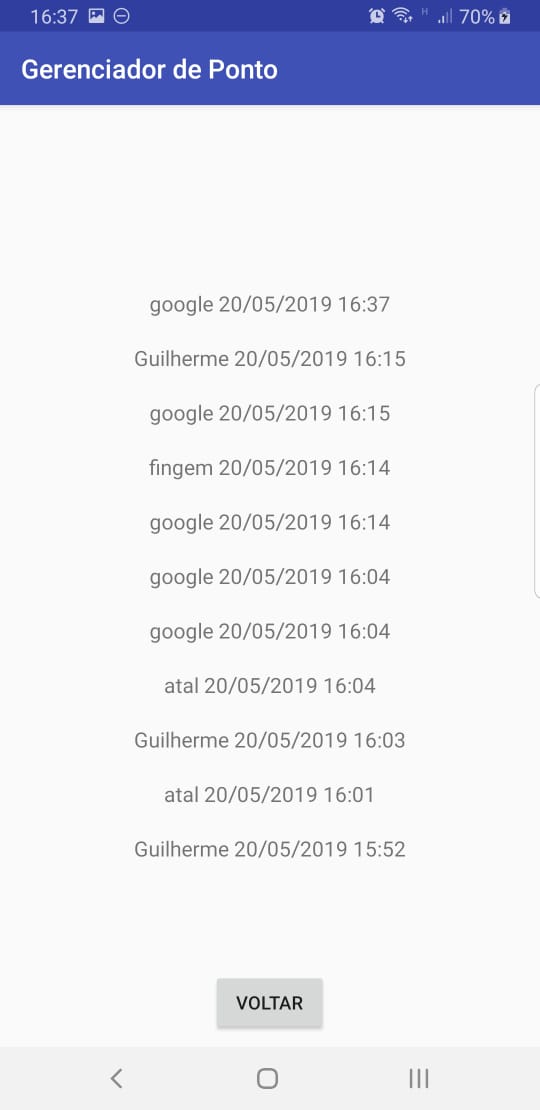 16:37 H 70%
Gerenciador de Ponto
google 20/05/2019 16:37
Guilherme 20/05/2019 16:15
google 20/05/2019 16:15
fingem 20/05/2019 16:14
google 20/05/2019 16:14
google 20/05/2019 16:04
google 20/05/2019 16:04
atal 20/05/2019 16:04
Guilherme 20/05/2019 16:03
atal 20/05/2019 16:01
Guilherme 20/05/2019 15:52
VOLTAR